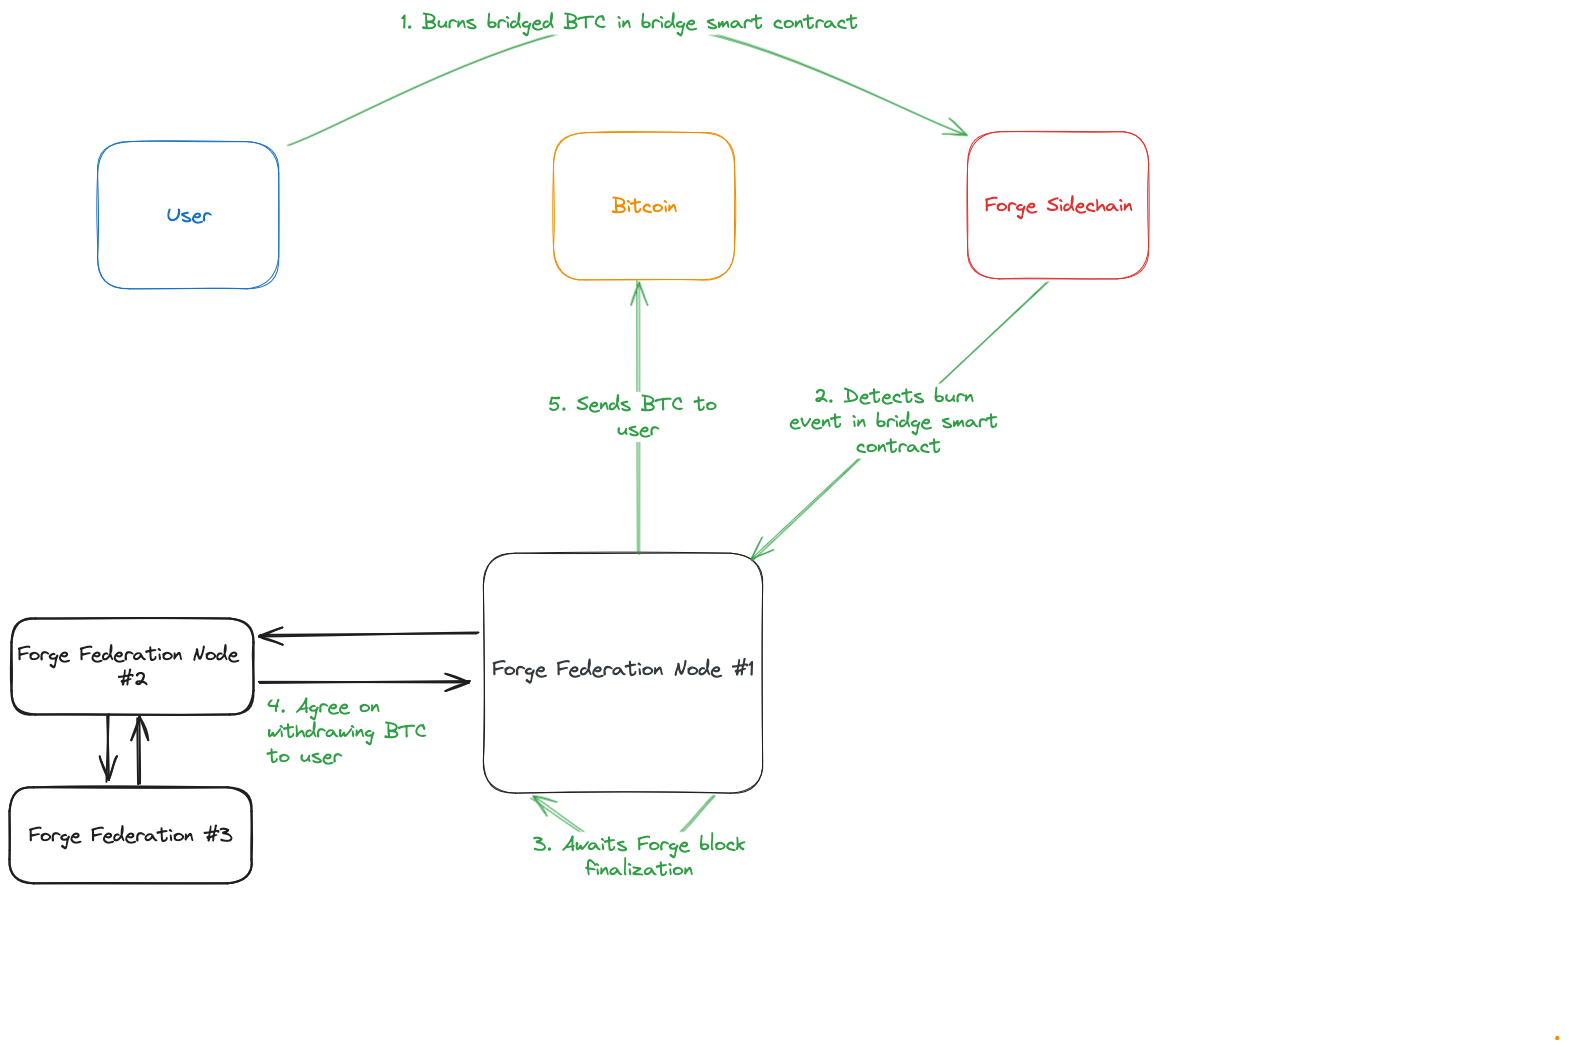 1. Burns bridged BTC in bridge smart contract
User
Bitcoin
Forge Sidechain
5. Sends BTC to
user
2. Detects burn
event in bridge smart
contract
Forge Federation Node
#2
Forge Federation Node #1
4. Agree on
withdrawing BTC
to user
Forge Federation #3
3. Awaits Forge block
finalization